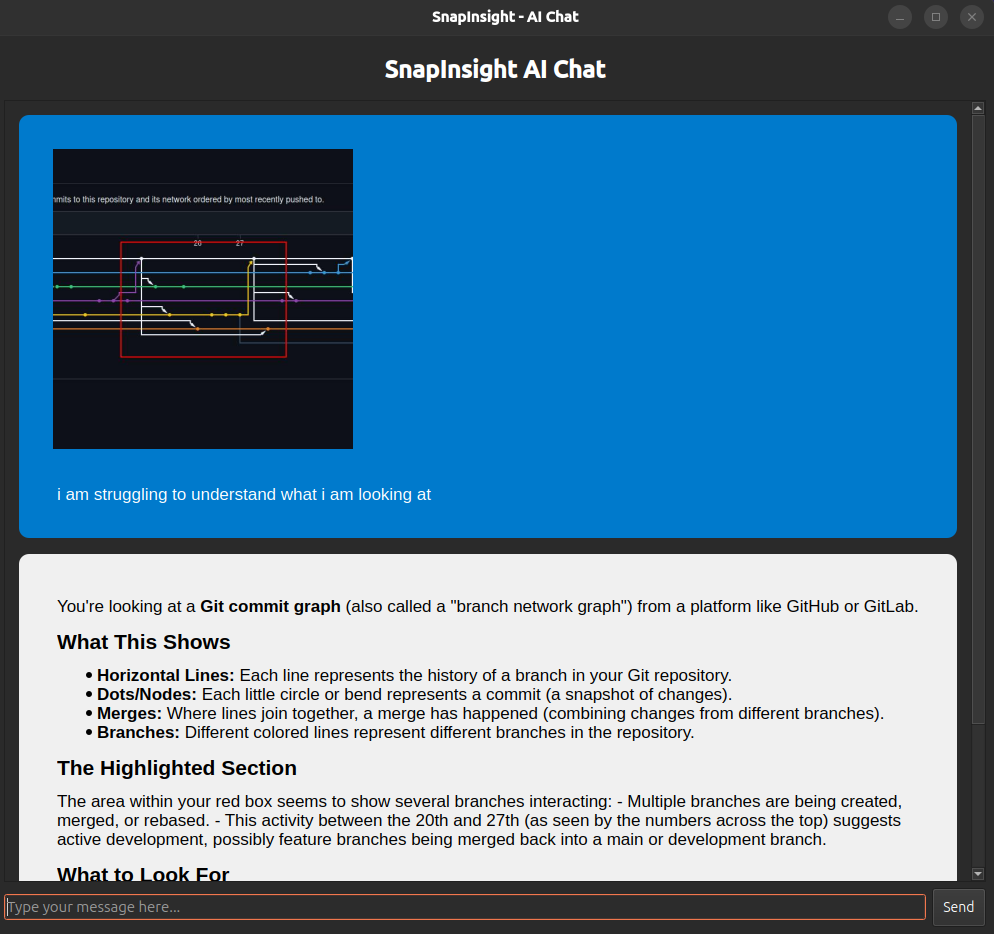 SnapInsight - AI Chat
SnapInsight AI Chat
mits to this repository and its network ordered by most recently pushed to.
26 27
i am struggling to understand what i am looking at
You're looking at a Git commit graph (also called a "branch network graph") from a platform like GitHub or GitLab.
What This Shows
• Horizontal Lines: Each line represents the history of a branch in your Git repository.
• Dots/Nodes: Each little circle or bend represents a commit (a snapshot of changes).
• Merges: Where lines join together, a merge has happened (combining changes from different branches).
• Branches: Different colored lines represent different branches in the repository.
The Highlighted Section
The area within your red box seems to show several branches interacting: - Multiple branches are being created,
merged, or rebased. - This activity between the 20th and 27th (as seen by the numbers across the top) suggests
active development, possibly feature branches being merged back into a main or development branch.
What to Look For
Type your message here...
Send